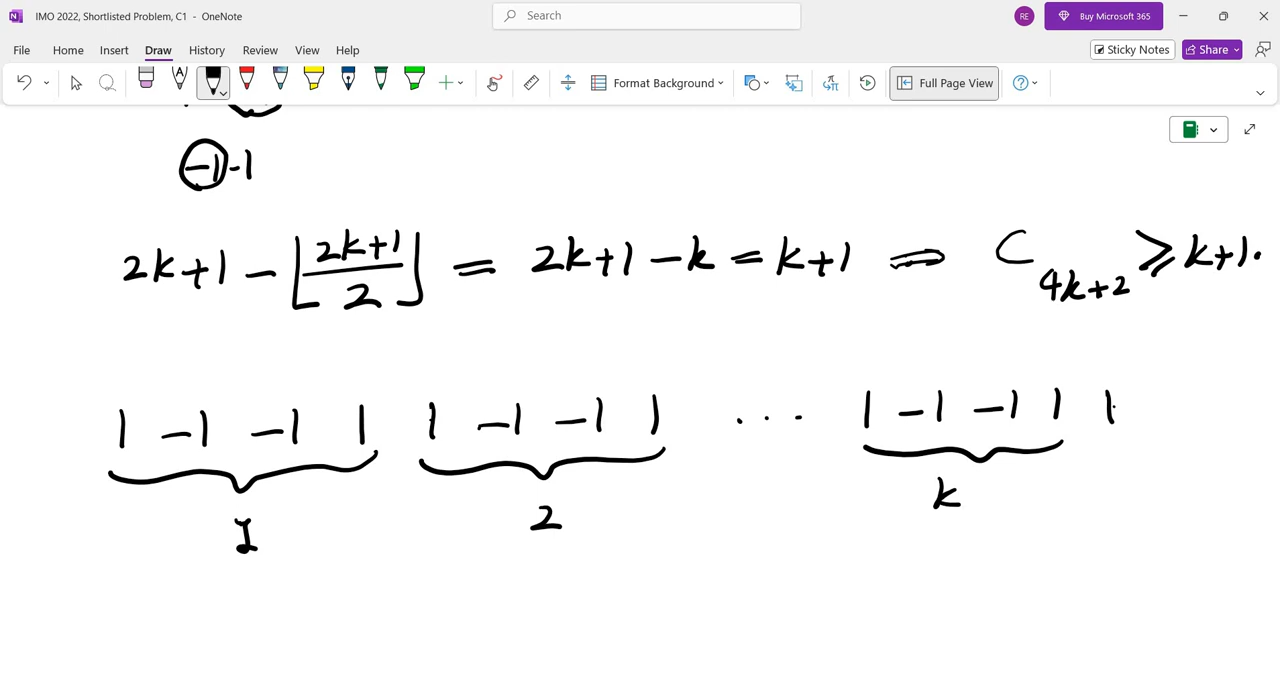 IMO 2022, Shortlisted Problem, C1 - OneNote
Search
RE
Buy Microsoft 365
File Home Insert Draw History Review View Help
Sticky Notes
Share
Format Background
Full Page View
-1 -1
2k+1 - ⌊(2k+1)/2⌋ = 2k+1 - k = k+1 ⇒ C_{4k+2} ⩾ k+1.
1 -1 -1 1 1 -1 -1 1 ... 1 -1 -1 1 1
1 2 k